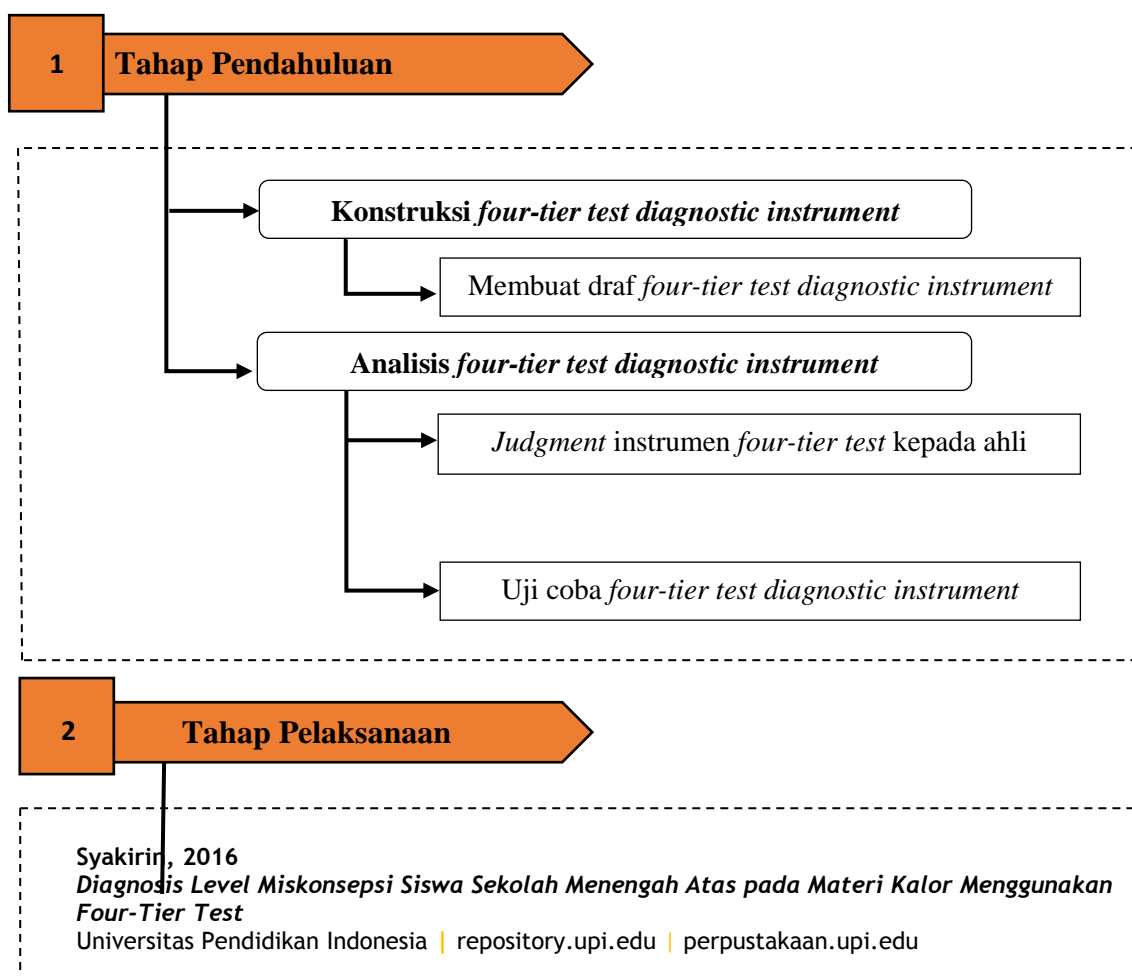 1
Tahap Pendahuluan
Konstruksi four-tier test diagnostic instrument
Membuat draf four-tier test diagnostic instrument
Analisis four-tier test diagnostic instrument
Judgment instrumen four-tier test kepada ahli
Uji coba four-tier test diagnostic instrument
2
Tahap Pelaksanaan
Syakirin, 2016
Diagnosis Level Miskonsepsi Siswa Sekolah Menengah Atas pada Materi Kalor Menggunakan
Four-Tier Test
Universitas Pendidikan Indonesia | repository.upi.edu | perpustakaan.upi.edu